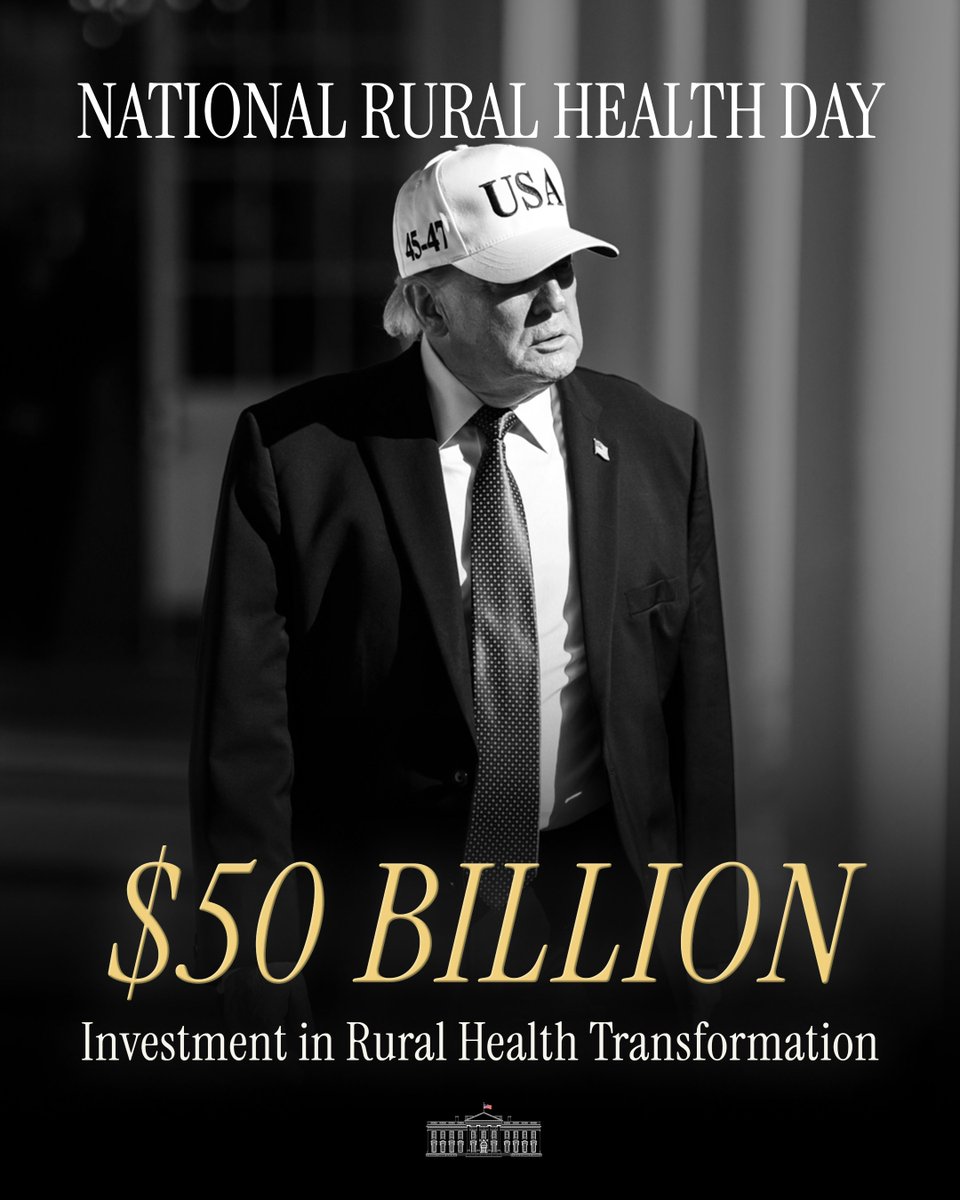 NATIONAL RURAL HEALTH DAY
USA
45-47
$50 BILLION
Investment in Rural Health Transformation